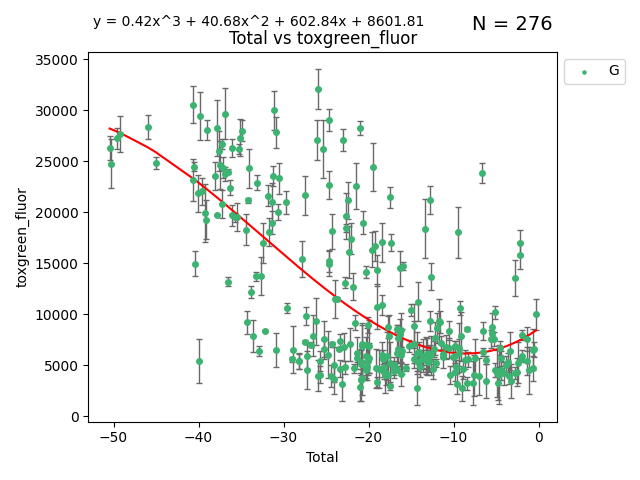 y = 0.42x^3 + 40.68x^2 + 602.84x + 8601.81
N = 276
Total vs toxgreen_fluor
G
35000
30000
25000
20000
15000
10000
5000
0
toxgreen_fluor
−50
−40
−30
−20
−10
0
Total